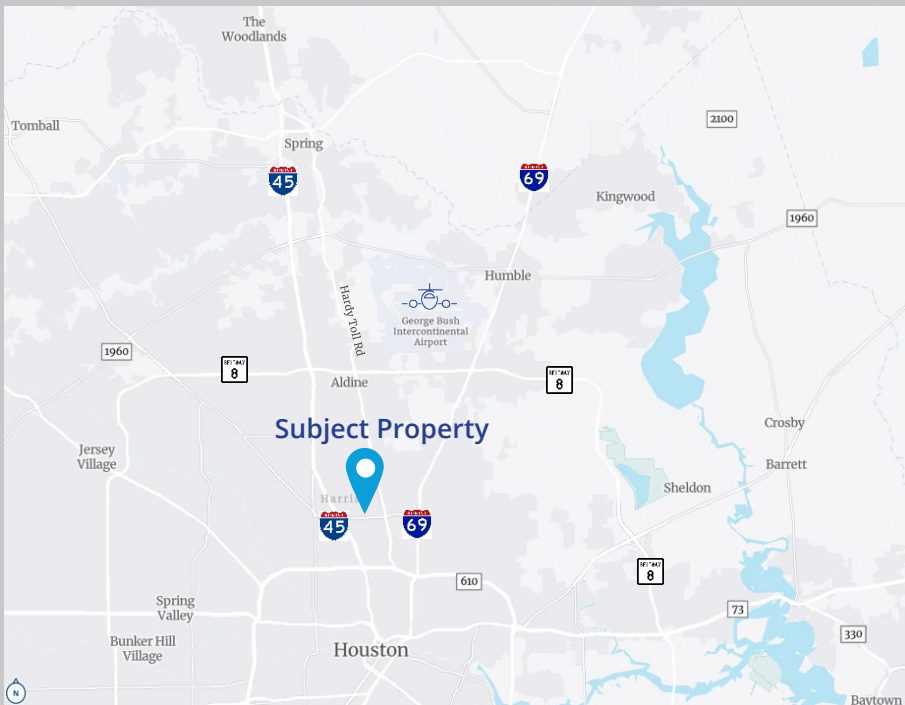 The
Woodlands
2100
Tomball
Spring
45
69
Kingwood
1960
Humble
Hardy Toll Rd
George Bush
Intercontinental
Airport
1960
8
8
Aldine
Subject Property
Crosby
Jersey
Village
Barrett
Sheldon
45
69
8
610
Spring
Valley
73
330
Bunker Hill
Village
Houston
N
Baytown